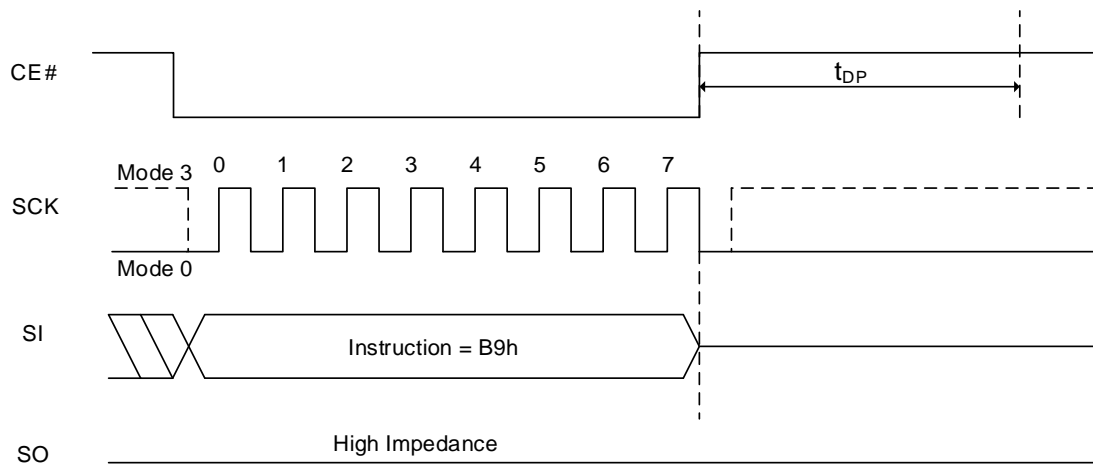 CE#
t_DP
Mode 3
0 1 2 3 4 5 6 7
SCK
Mode 0
SI
Instruction = B9h
High Impedance
SO